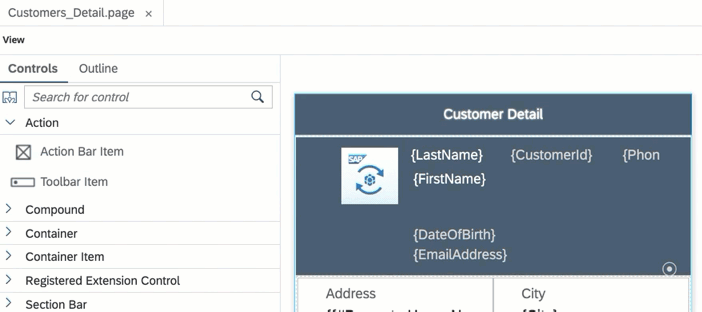 Customers_Detail.page ×
View
Controls Outline
Search for control
Action
Action Bar Item
Toolbar Item
Compound
Container
Container Item
Registered Extension Control
Section Bar
Customer Detail
SAP
{LastName} {CustomerId} {Phon
{FirstName}
{DateOfBirth}
{EmailAddress}
Address City